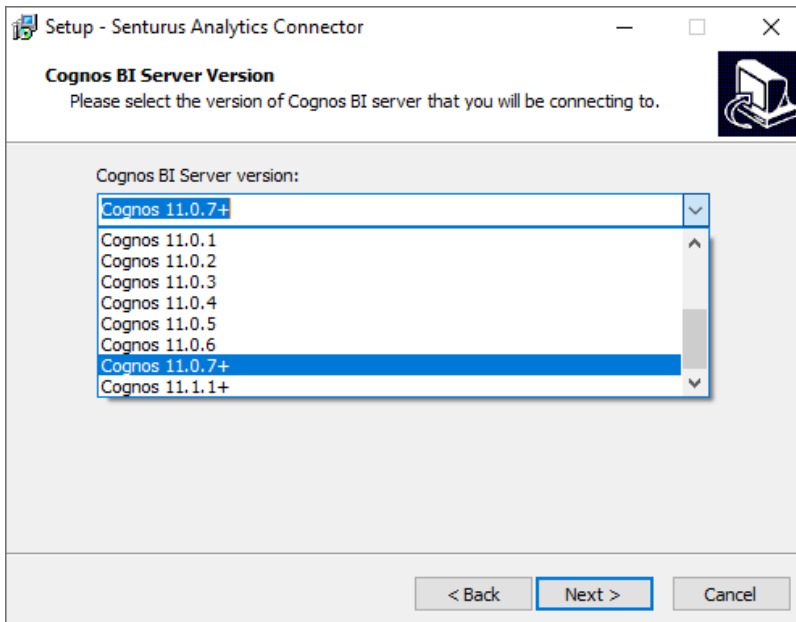 Setup - Senturus Analytics Connector
Cognos BI Server Version
Please select the version of Cognos BI server that you will be connecting to.
Cognos BI Server version:
Cognos 11.0.7+
Cognos 11.0.1
Cognos 11.0.2
Cognos 11.0.3
Cognos 11.0.4
Cognos 11.0.5
Cognos 11.0.6
Cognos 11.0.7+
Cognos 11.1.1+
< Back Next > Cancel